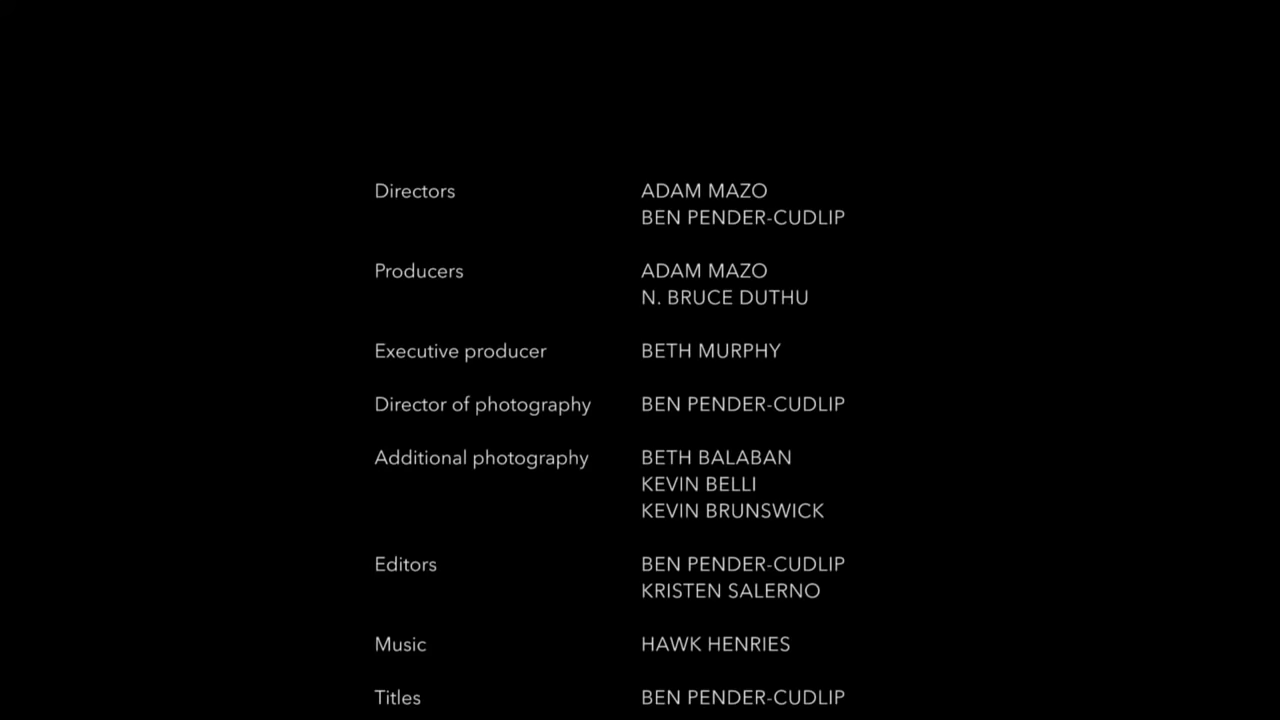 Directors ADAM MAZO
BEN PENDER-CUDLIP
Producers ADAM MAZO
N. BRUCE DUTHU
Executive producer BETH MURPHY
Director of photography BEN PENDER-CUDLIP
Additional photography BETH BALABAN
KEVIN BELLI
KEVIN BRUNSWICK
Editors BEN PENDER-CUDLIP
KRISTEN SALERNO
Music HAWK HENRIES
Titles BEN PENDER-CUDLIP